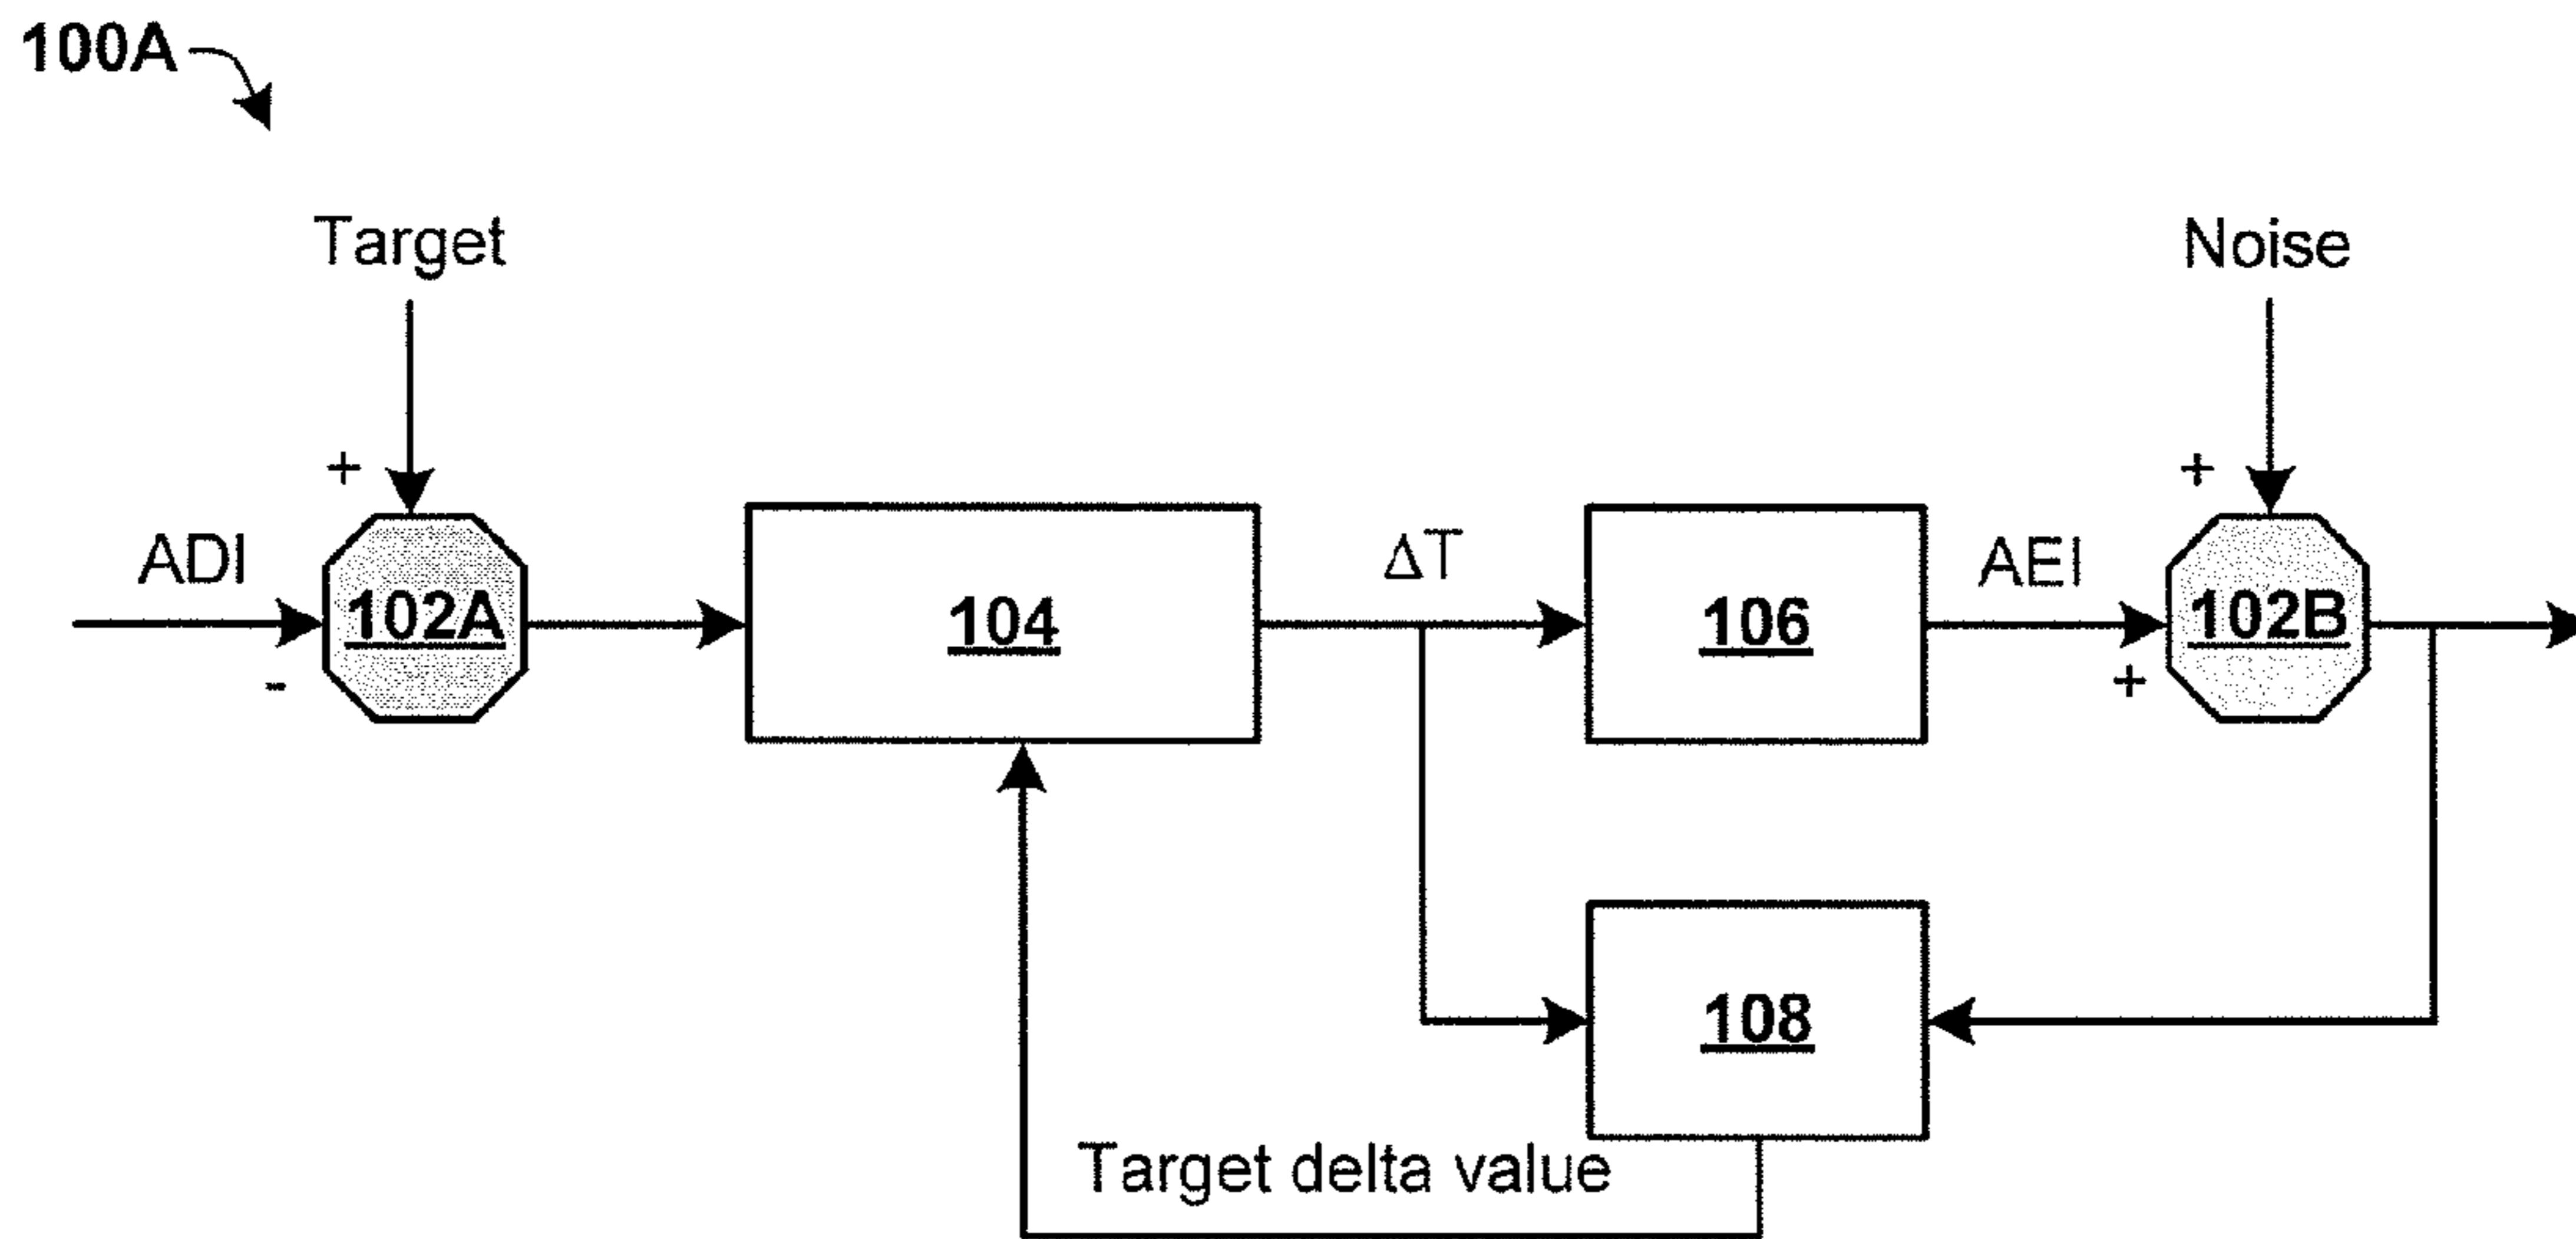 100A
Target
Noise
+
+
ADI
ΔT
AEI
102A
104
106
102B
-
+
108
Target delta value